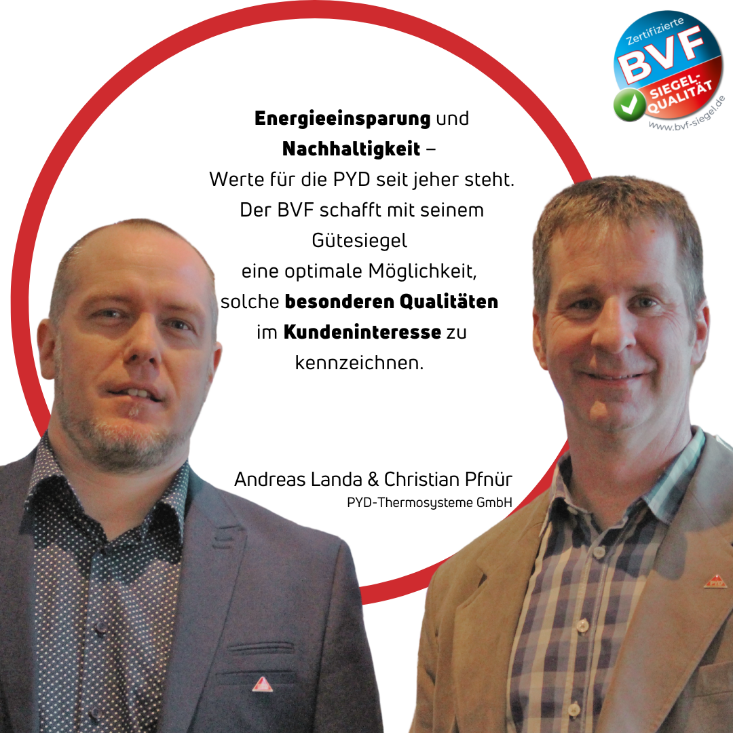 Zertifizierte
BVF
SIEGEL-
QUALITÄT
www.bvf-siegel.de
Energieeinsparung und
Nachhaltigkeit –
Werte für die PYD seit jeher steht.
Der BVF schafft mit seinem
Gütesiegel
eine optimale Möglichkeit,
solche besonderen Qualitäten
im Kundeninteresse zu
kennzeichnen.
Andreas Landa & Christian Pfnür
PYD-Thermosysteme GmbH